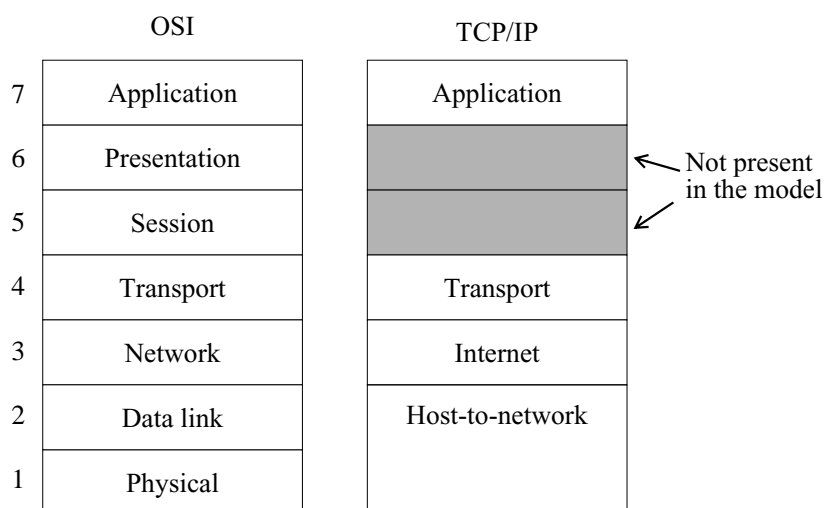 OSI TCP/IP
7 Application Application
6 Presentation
Not present
in the model
5 Session
4 Transport Transport
3 Network Internet
2 Data link Host-to-network
1 Physical